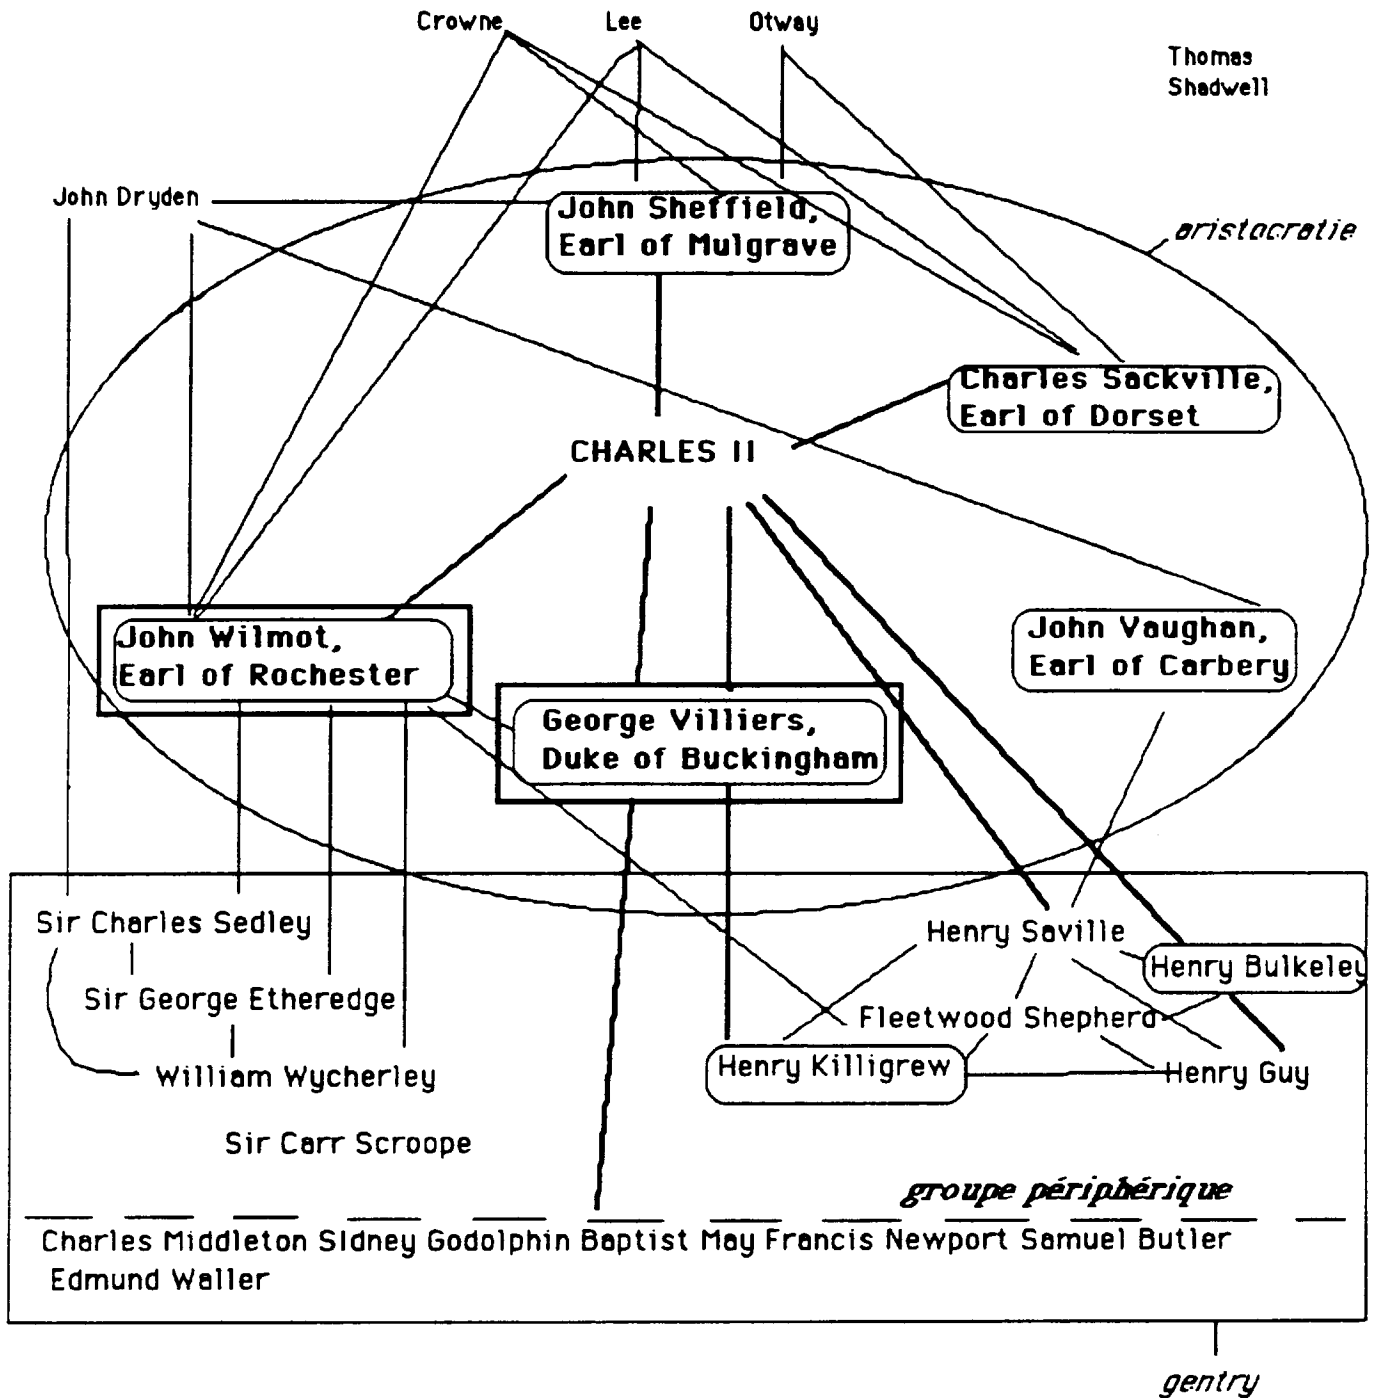 Crowne
Lee
Otway
Thomas
Shadwell
John Dryden
John Sheffield,
Earl of Mulgrave
aristocratie
Charles Sackville,
Earl of Dorset
CHARLES II
John Wilmot,
Earl of Rochester
John Vaughan,
Earl of Carbery
George Villiers,
Duke of Buckingham
Sir Charles Sedley
Henry Saville
Henry Bulkeley
Sir George Etheredge
Fleetwood Shepherd
William Wycherley
Henry Killigrew
Henry Guy
Sir Carr Scroope
groupe périphérique
Charles Middleton Sidney Godolphin Baptist May Francis Newport Samuel Butler
Edmund Waller
gentry